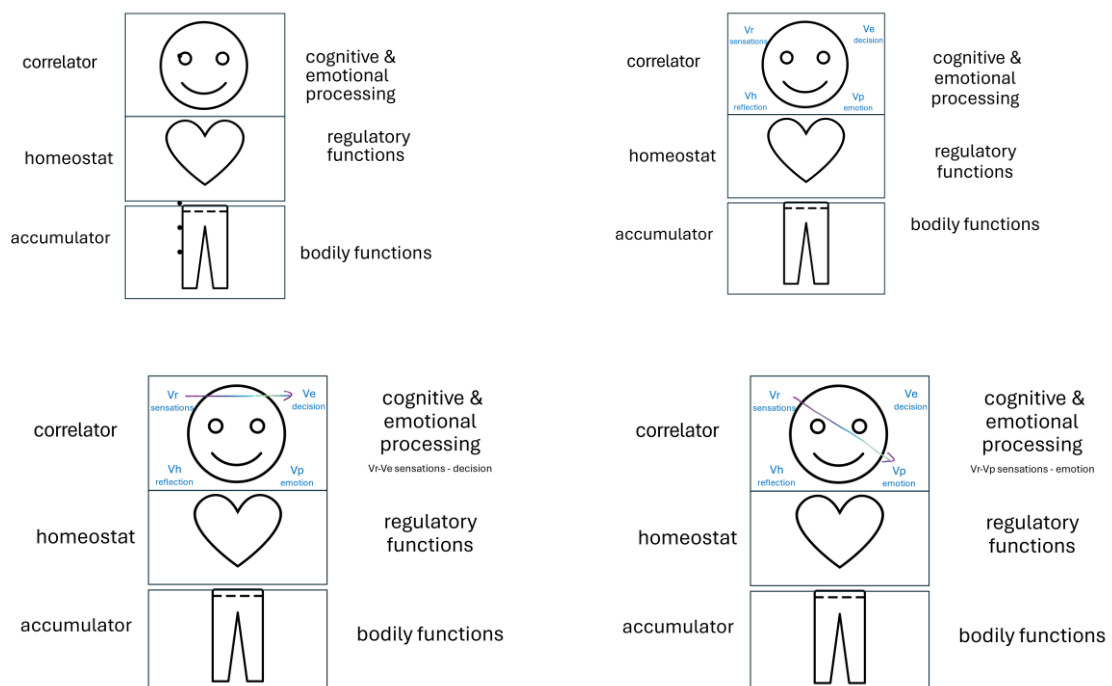 correlator
cognitive &
emotional
processing
homeostat
regulatory
functions
accumulator
bodily functions
Vr
sensations
Ve
decision
Vh
reflection
Vp
emotion
correlator
cognitive &
emotional
processing
homeostat
regulatory
functions
accumulator
bodily functions
Vr
sensations
Ve
decision
Vh
reflection
Vp
emotion
correlator
cognitive &
emotional
processing
Vr-Ve sensations - decision
homeostat
regulatory
functions
accumulator
bodily functions
Vr
sensations
Ve
decision
Vh
reflection
Vp
emotion
correlator
cognitive &
emotional
processing
Vr-Vp sensations - emotion
homeostat
regulatory
functions
accumulator
bodily functions